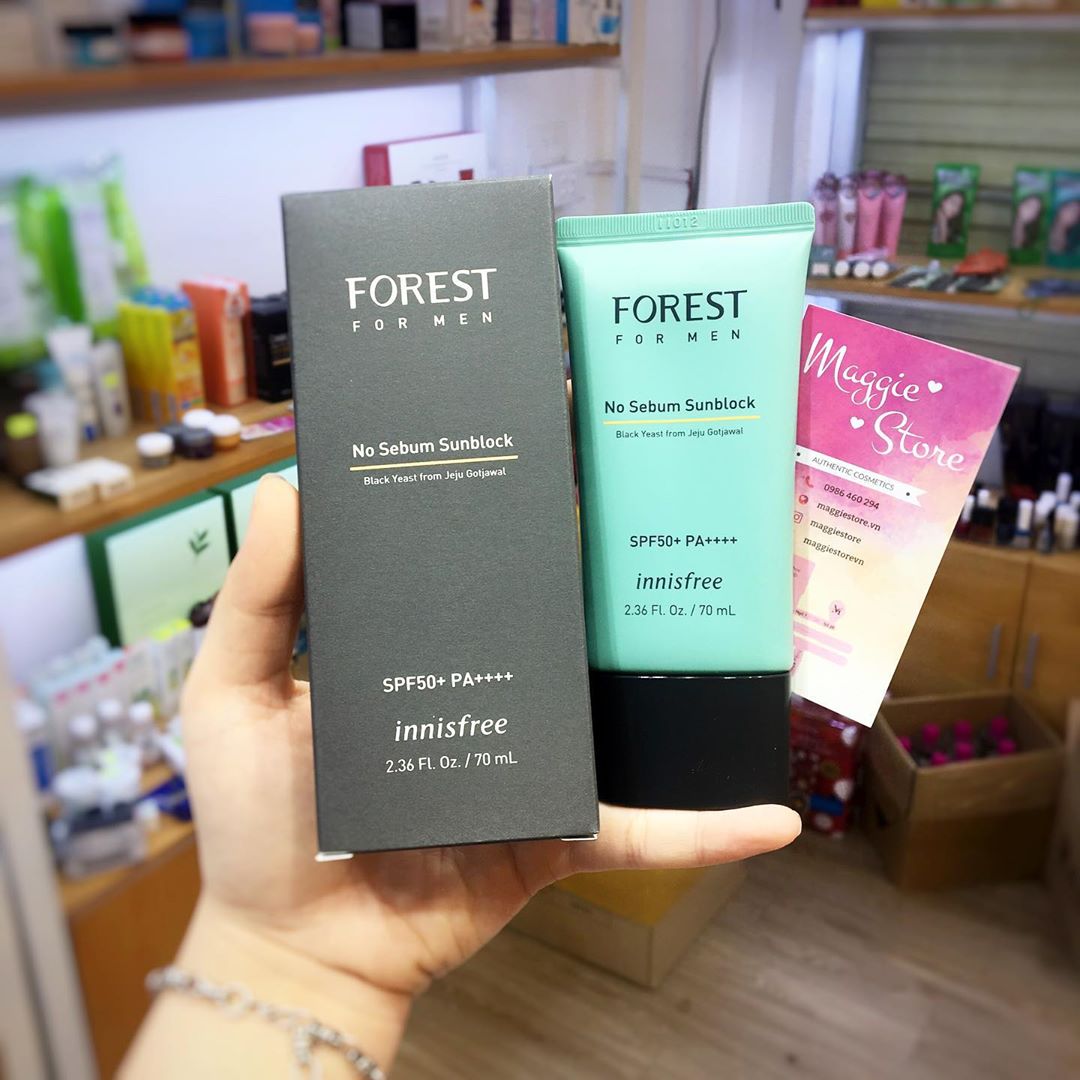 FOREST
FOR MEN
No Sebum Sunblock
Black Yeast from Jeju Gotjawal
SPF50+ PA++++
innisfree
2.36 Fl. Oz. / 70 mL
11012
FOREST
FOR MEN
No Sebum Sunblock
Black Yeast from Jeju Gotjawal
SPF50+ PA++++
innisfree
2.36 Fl. Oz. / 70 mL
Maggie
Store
AUTHENTIC COSMETICS
0986 460 294
maggiestore.vn
maggiestore
maggiestorevn